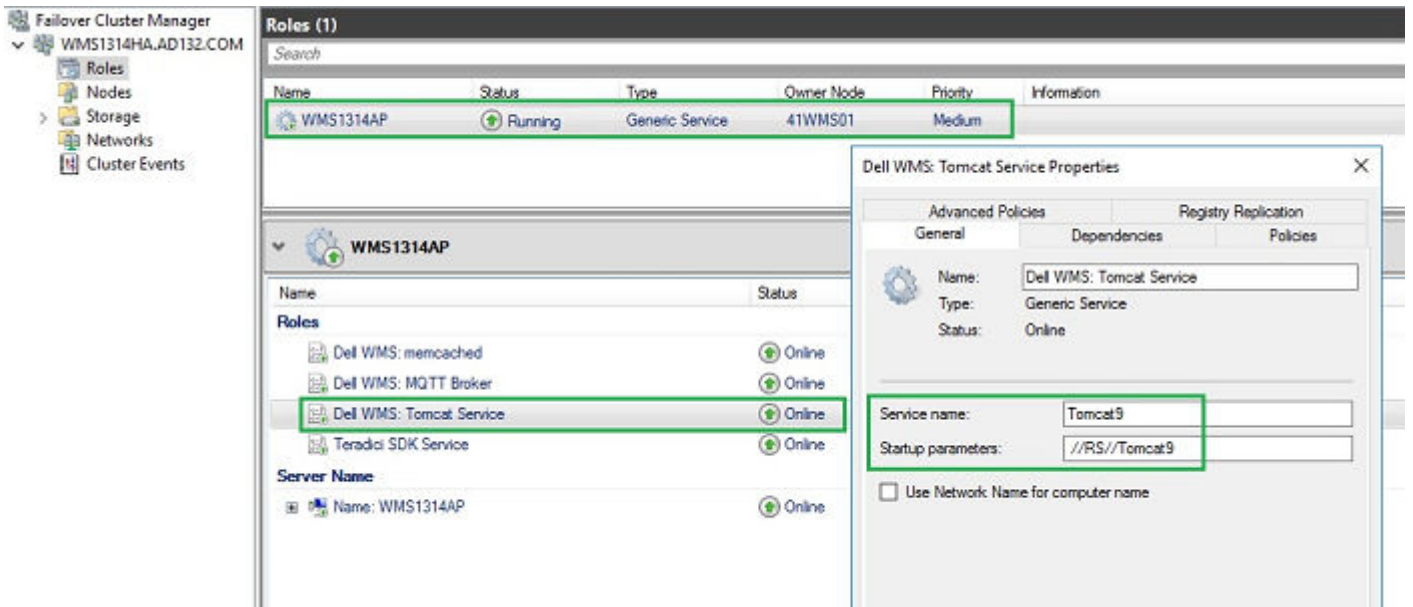 Failover Cluster Manager
WMS1314HA.AD132.COM
Roles
Nodes
Storage
Networks
Cluster Events
Roles (1)
Search
Name Status Type Owner Node Priority Information
WMS1314AP Running Generic Service 41WMS01 Medium
WMS1314AP
Name Status
Roles
Dell WMS: memcached Online
Dell WMS: MQTT Broker Online
Dell WMS: Tomcat Service Online
Teradici SDK Service Online
Server Name
Name: WMS1314AP Online
Dell WMS: Tomcat Service Properties
Advanced Policies Registry Replication
General Dependencies Policies
Name: Dell WMS: Tomcat Service
Type: Generic Service
Status: Online
Service name: Tomcat9
Startup parameters: //RS//Tomcat9
Use Network Name for computer name